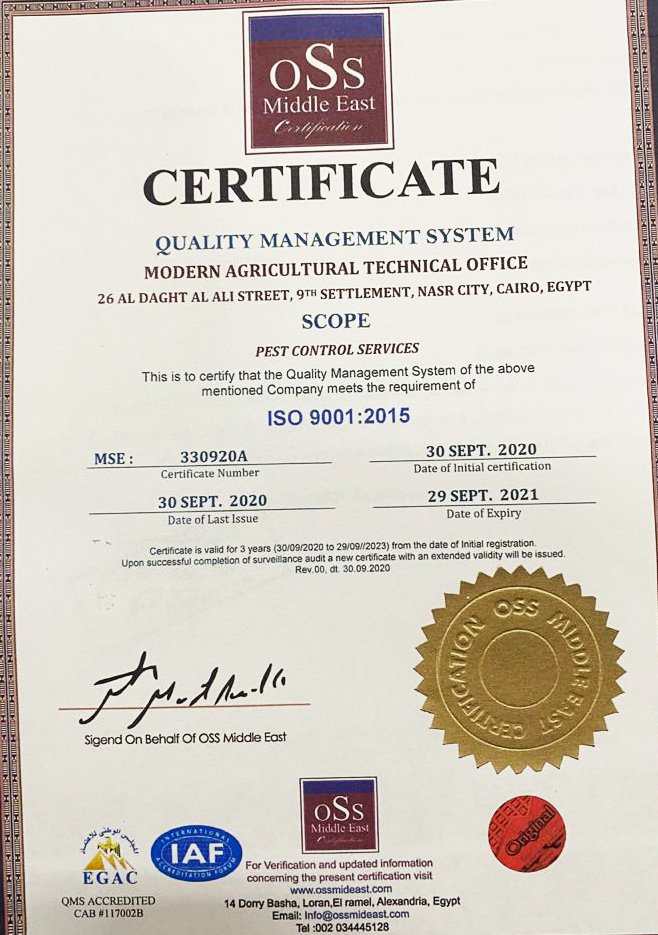 OSS
Middle East
Certification
CERTIFICATE
QUALITY MANAGEMENT SYSTEM
MODERN AGRICULTURAL TECHNICAL OFFICE
26 AL DAGHT AL ALI STREET, 9TH SETTLEMENT, NASR CITY, CAIRO, EGYPT
SCOPE
PEST CONTROL SERVICES
This is to certify that the Quality Management System of the above
mentioned Company meets the requirement of
ISO 9001:2015
MSE : 330920A
Certificate Number
30 SEPT. 2020
Date of Initial certification
30 SEPT. 2020
Date of Last Issue
29 SEPT. 2021
Date of Expiry
Certificate is valid for 3 years (30/09/2020 to 29/09//2023) from the date of Initial registration.
Upon successful completion of surveillance audit a new certificate with an extended validity will be issued.
Rev.00, dt. 30.09.2020
OSS MIDDLE EAST CERTIFICATION
Sigend On Behalf Of OSS Middle East
المجلس الوطني للاعتماد
EGAC
QMS ACCREDITED
CAB #117002B
INTERNATIONAL
IAF
ACCREDITATION FORUM
OSS
Middle East
Certification
For Verification and updated information
concerning the present certification visit
www.ossmideast.com
14 Dorry Basha, Loran,El ramel, Alexandria, Egypt
Email: Info@ossmideast.com
Tel :002 034445128
Original